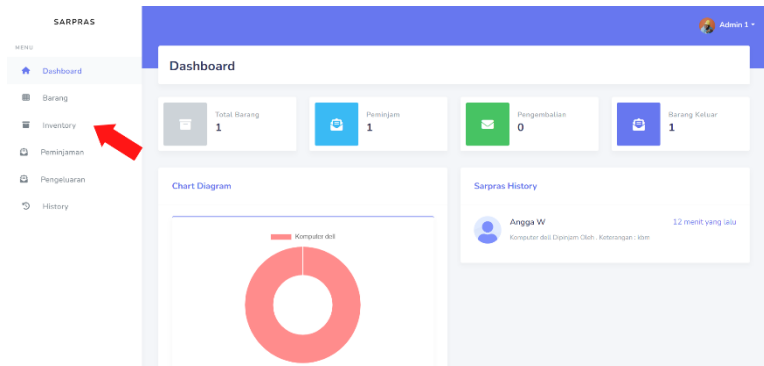 SARPRAS
Admin 1
MENU
Dashboard
Barang
Inventory
Peminjaman
Pengeluaran
History
Dashboard
Total Barang
1
Peminjam
1
Pengembalian
0
Barang Keluar
1
Chart Diagram
Komputer dell
Sarpras History
Angga W
12 menit yang lalu
Komputer dell Dipinjam Oleh : Keterangan : kbm